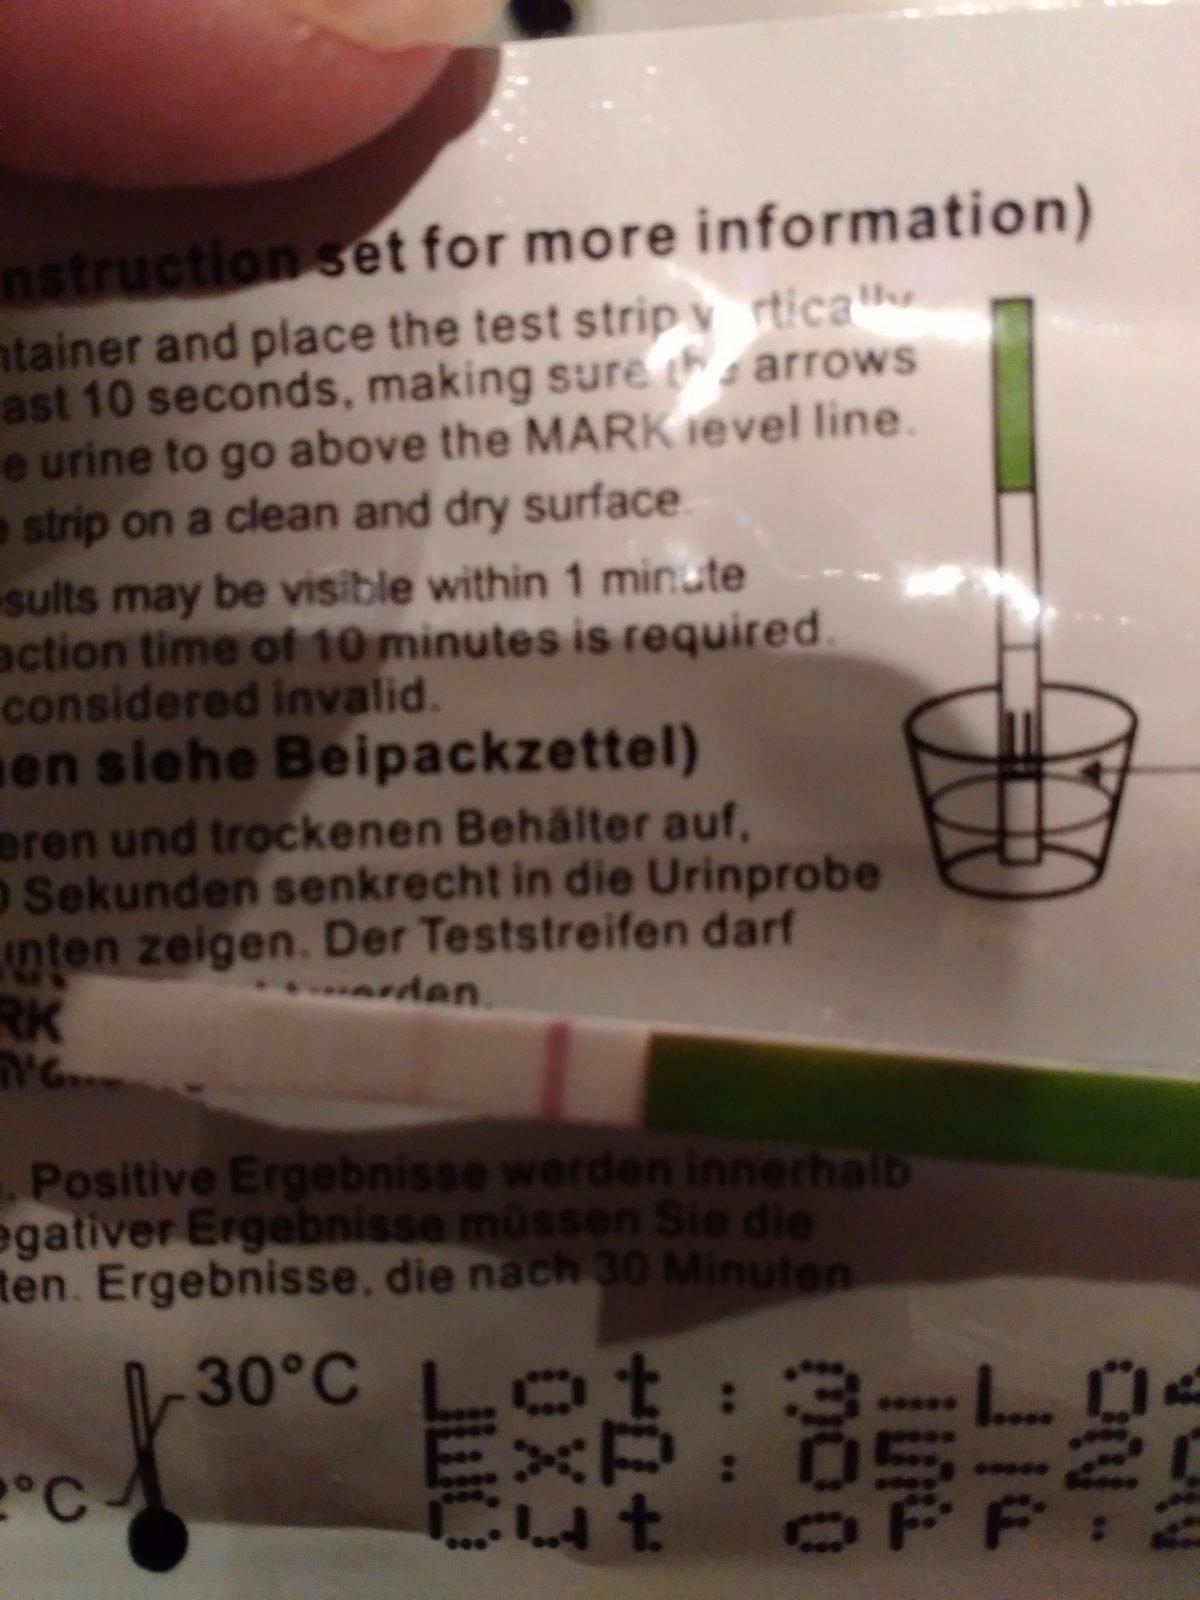 nstruction set for more information)
ntainer and place the test strip vertically
ast 10 seconds, making sure the arrows
e urine to go above the MARK level line.
e strip on a clean and dry surface.
sults may be visible within 1 minute
action time of 10 minutes is required.
considered invalid.
en siehe Beipackzettel)
eren und trockenen Behälter auf,
0 Sekunden senkrecht in die Urinprobe
unten zeigen. Der Teststreifen darf
t werden.
RK
. Positive Ergebnisse werden innerhalb
egativer Ergebnisse müssen Sie die
ten. Ergebnisse, die nach 30 Minuten
30°C
2°C
Lot : 3-L04
Exp : 05-20
Cut off : 2